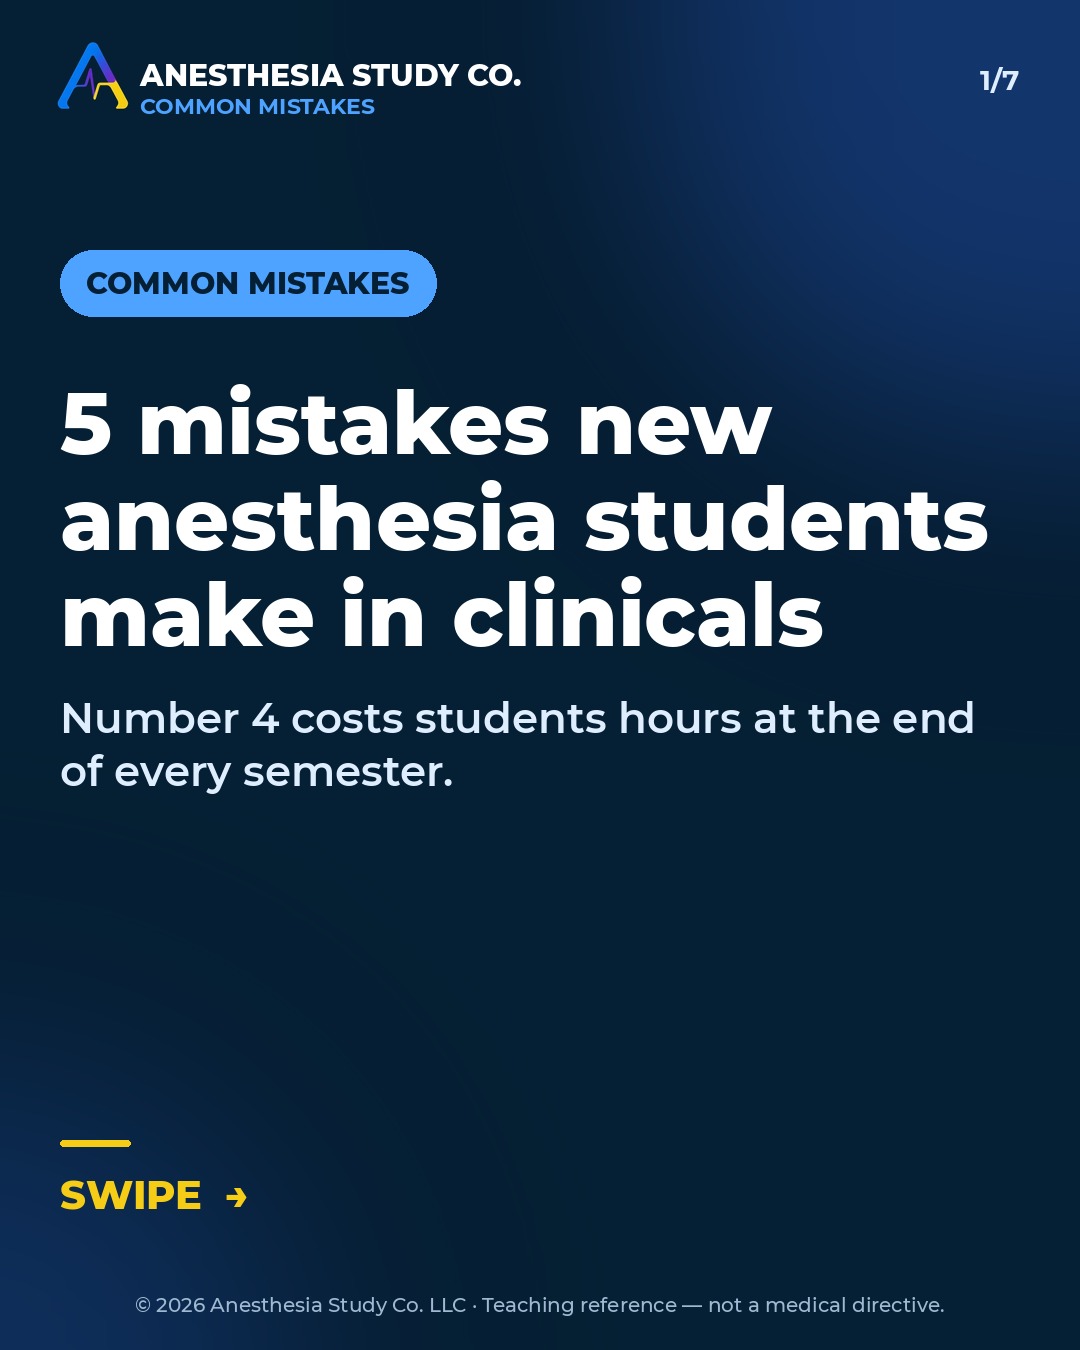 ANESTHESIA STUDY CO.
COMMON MISTAKES
1/7
COMMON MISTAKES
5 mistakes new
anesthesia students
make in clinicals
Number 4 costs students hours at the end
of every semester.
SWIPE →
© 2026 Anesthesia Study Co. LLC · Teaching reference — not a medical directive.